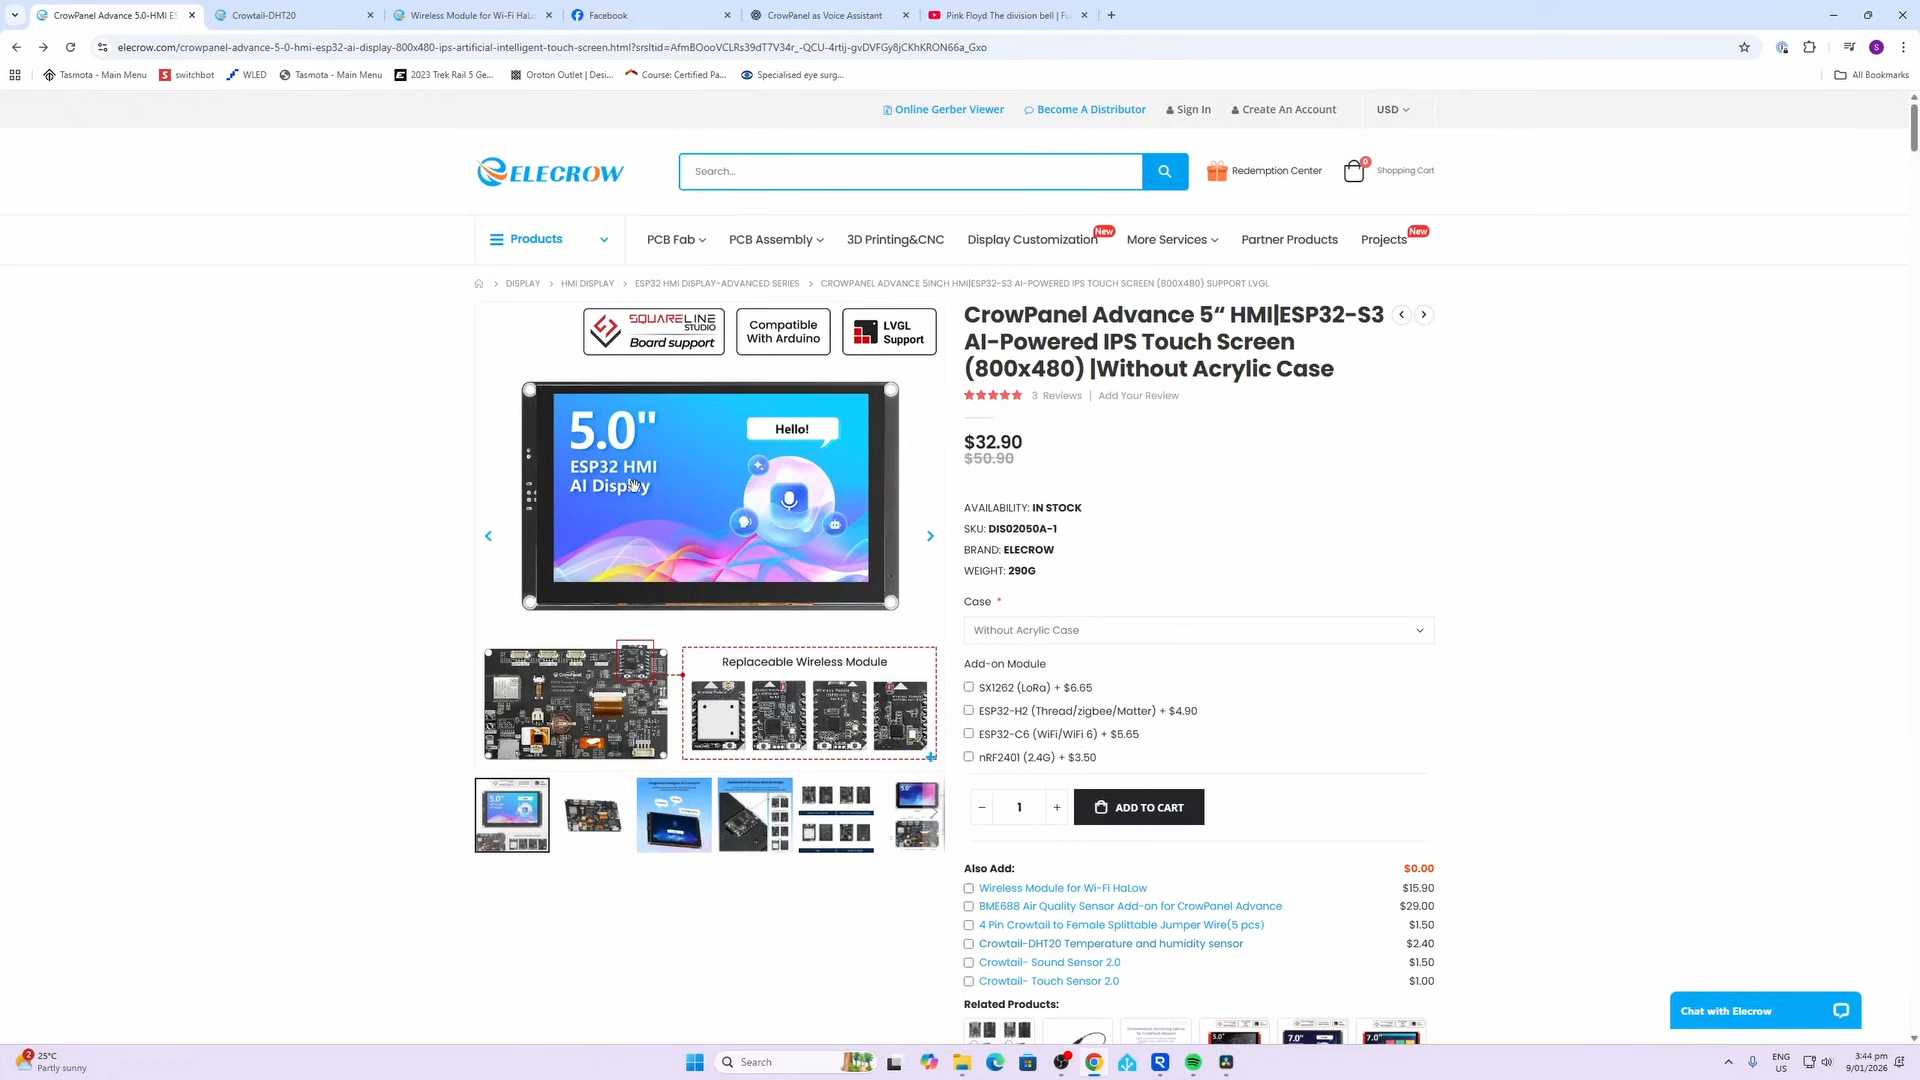 CrowPanel Advance 5.0-HMI ES
Crowtail-DHT20
Wireless Module for Wi-Fi HaLo
Facebook
CrowPanel as Voice Assistant
Pink Floyd The division bell | Fu
elecrow.com/crowpanel-advance-5-0-hmi-esp32-ai-display-800x480-ips-artificial-intelligent-touch-screen.html?srsltid=AfmBOooVCLRs39dT7V34r_-QCU-4rtij-gvDVFGy8jCKhKRON66a_Gxo
S
Tasmota - Main Menu
switchbot
WLED
Tasmota - Main Menu
2023 Trek Rail 5 Ge...
Oroton Outlet | Desi...
Course: Certified Pa...
Specialised eye surg...
All Bookmarks
Online Gerber Viewer
Become A Distributor
Sign In
Create An Account
USD
ELECROW
Search...
Redemption Center
0
Shopping Cart
Products
PCB Fab
PCB Assembly
3D Printing&CNC
Display Customization
New
More Services
Partner Products
Projects
New
DISPLAY > HMI DISPLAY > ESP32 HMI DISPLAY-ADVANCED SERIES > CROWPANEL ADVANCE 5INCH HMI|ESP32-S3 AI-POWERED IPS TOUCH SCREEN (800X480) SUPPORT LVGL
SQUARELINE
STUDIO
Board support
Compatible
With Arduino
LVGL
Support
5.0"
ESP32 HMI
AI Display
Hello!
Replaceable Wireless Module
CrowPanel Advance 5“ HMI|ESP32-S3
AI-Powered IPS Touch Screen
(800x480) |Without Acrylic Case
3 Reviews | Add Your Review
$32.90
$50.90
AVAILABILITY: IN STOCK
SKU: DIS02050A-1
BRAND: ELECROW
WEIGHT: 290G
Case *
Without Acrylic Case
Add-on Module
SX1262 (LoRa) + $6.65
ESP32-H2 (Thread/zigbee/Matter) + $4.90
ESP32-C6 (WiFi/WiFi 6) + $5.65
nRF2401 (2.4G) + $3.50
− 1 +
ADD TO CART
Also Add: $0.00
Wireless Module for Wi-Fi HaLow $15.90
BME688 Air Quality Sensor Add-on for CrowPanel Advance $29.00
4 Pin Crowtail to Female Splittable Jumper Wire(5 pcs) $1.50
Crowtail-DHT20 Temperature and humidity sensor $2.40
Crowtail- Sound Sensor 2.0 $1.50
Crowtail- Touch Sensor 2.0 $1.00
Related Products:
Chat with Elecrow
2
25°C
Partly sunny
Search
ENG
US
3:44 pm
9/01/2026